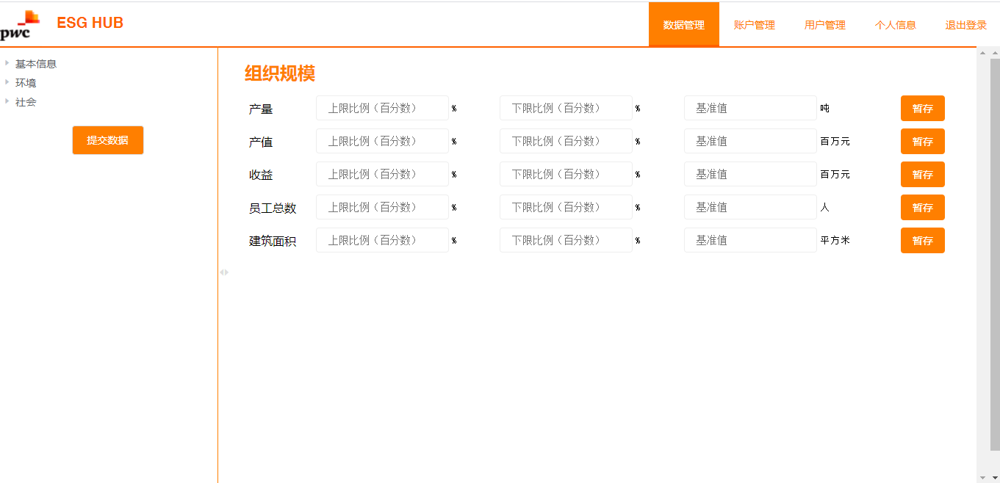 pwc
ESG HUB
数据管理 账户管理 用户管理 个人信息 退出登录
基本信息
环境
社会
提交数据
组织规模
产量 上限比例（百分数） % 下限比例（百分数） % 基准值 吨 暂存
产值 上限比例（百分数） % 下限比例（百分数） % 基准值 百万元 暂存
收益 上限比例（百分数） % 下限比例（百分数） % 基准值 百万元 暂存
员工总数 上限比例（百分数） % 下限比例（百分数） % 基准值 人 暂存
建筑面积 上限比例（百分数） % 下限比例（百分数） % 基准值 平方米 暂存